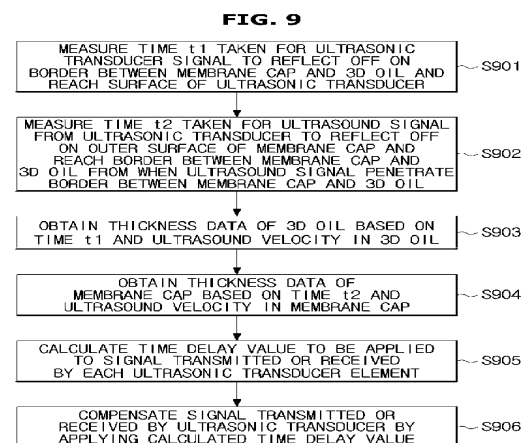 FIG. 9
MEASURE TIME t1 TAKEN FOR ULTRASONIC
TRANSDUCER SIGNAL TO REFLECT OFF ON
BORDER BETWEEN MEMBRANE CAP AND 3D OIL AND
REACH SURFACE OF ULTRASONIC TRANSDUCER
S901
MEASURE TIME t2 TAKEN FOR ULTRASOUND SIGNAL
FROM ULTRASONIC TRANSDUCER TO REFLECT OFF
ON OUTER SURFACE OF MEMBRANE CAP AND
REACH BORDER BETWEEN MEMBRANE CAP AND
3D OIL FROM WHEN ULTRASOUND SIGNAL PENETRATE
BORDER BETWEEN MEMBRANE CAP AND 3D OIL
S902
OBTAIN THICKNESS DATA OF 3D OIL BASED ON
TIME t1 AND ULTRASOUND VELOCITY IN 3D OIL
S903
OBTAIN THICKNESS DATA OF
MEMBRANE CAP BASED ON TIME t2 AND
ULTRASOUND VELOCITY IN MEMBRANE CAP
S904
CALCULATE TIME DELAY VALUE TO BE APPLIED
TO SIGNAL TRANSMITTED OR RECEIVED
BY EACH ULTRASONIC TRANSDUCER ELEMENT
S905
COMPENSATE SIGNAL TRANSMITTED OR
RECEIVED BY ULTRASONIC TRANSDUCER BY
APPLYING CALCULATED TIME DELAY VALUE
S906